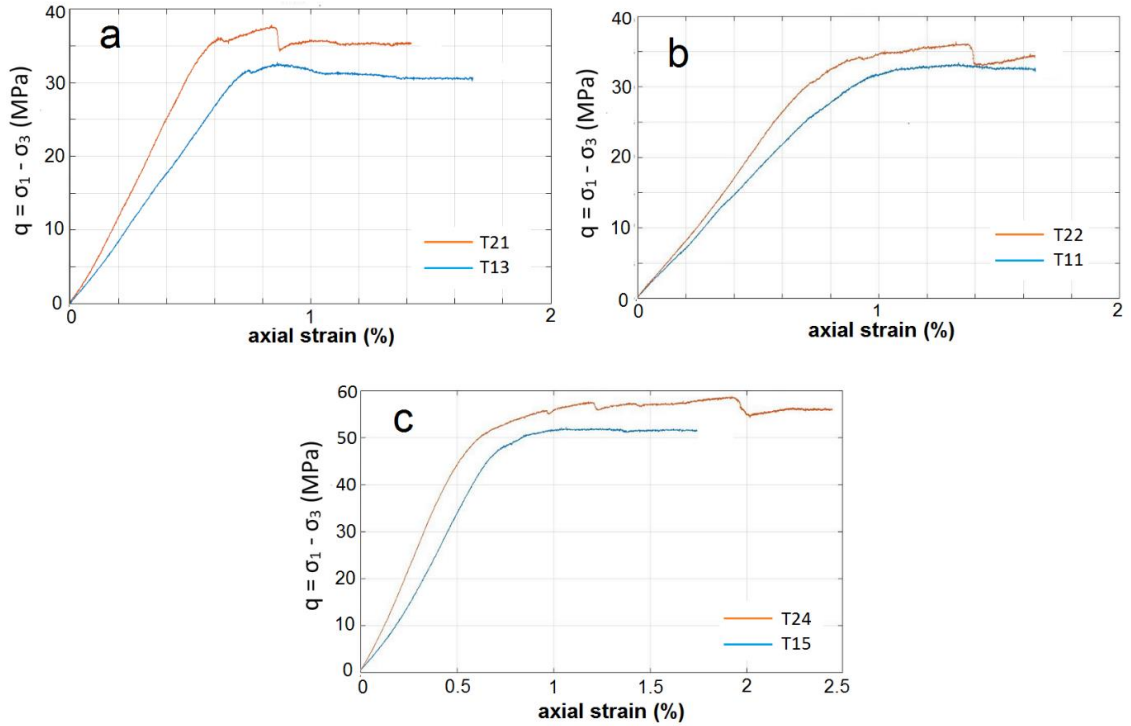 a
40
30
20
10
0
0
1
2
q = σ₁ - σ₃ (MPa)
axial strain (%)
T21
T13
b
40
30
20
10
0
0
1
2
q = σ₁ - σ₃ (MPa)
axial strain (%)
T22
T11
c
60
50
40
30
20
10
0
0
0.5
1
1.5
2
2.5
q = σ₁ - σ₃ (MPa)
axial strain (%)
T24
T15